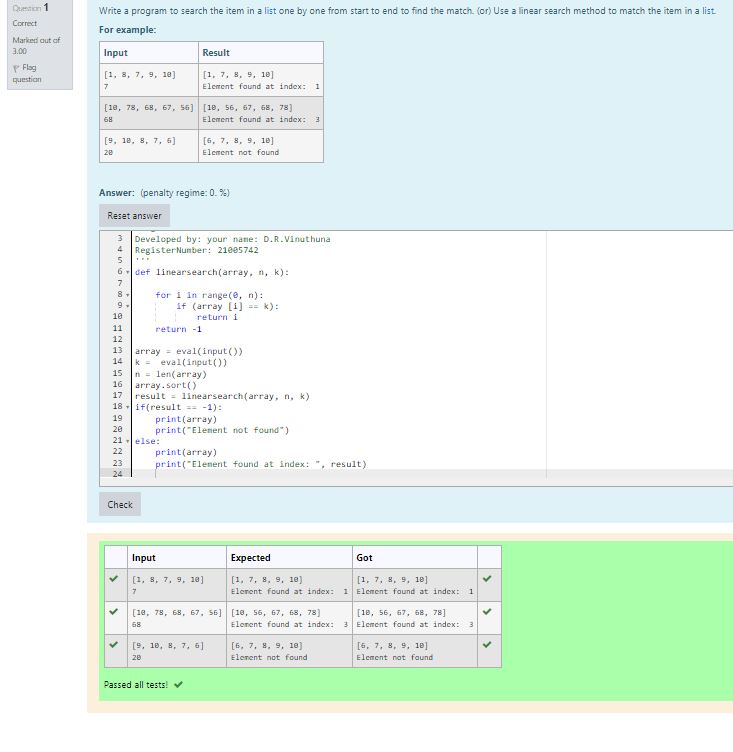 Question 1
Correct
Marked out of
3.00
Flag
question
Write a program to search the item in a list one by one from start to end to find the match. (or) Use a linear search method to match the item in a list.
For example:
Input Result
[1, 8, 7, 9, 10] [1, 7, 8, 9, 10]
7 Element found at index:  1
[10, 78, 68, 67, 56] [10, 56, 67, 68, 78]
68 Element found at index:  3
[9, 10, 8, 7, 6] [6, 7, 8, 9, 10]
20 Element not found
Answer: (penalty regime: 0. %)
Reset answer
3 Developed by: your name: D.R.Vinuthuna
4 RegisterNumber: 21005742
5 '''
6 def linearsearch(array, n, k):
7
8 for i in range(0, n):
9 if (array [i] == k):
10 return i
11 return -1
12
13 array = eval(input())
14 k =  eval(input())
15 n = len(array)
16 array.sort()
17 result = linearsearch(array, n, k)
18 if(result == -1):
19 print(array)
20 print("Element not found")
21 else:
22 print(array)
23 print("Element found at index: ", result)
24
Check
Input Expected Got
[1, 8, 7, 9, 10] [1, 7, 8, 9, 10] [1, 7, 8, 9, 10]
7 Element found at index:  1 Element found at index:  1
[10, 78, 68, 67, 56] [10, 56, 67, 68, 78] [10, 56, 67, 68, 78]
68 Element found at index:  3 Element found at index:  3
[9, 10, 8, 7, 6] [6, 7, 8, 9, 10] [6, 7, 8, 9, 10]
20 Element not found Element not found
Passed all tests!